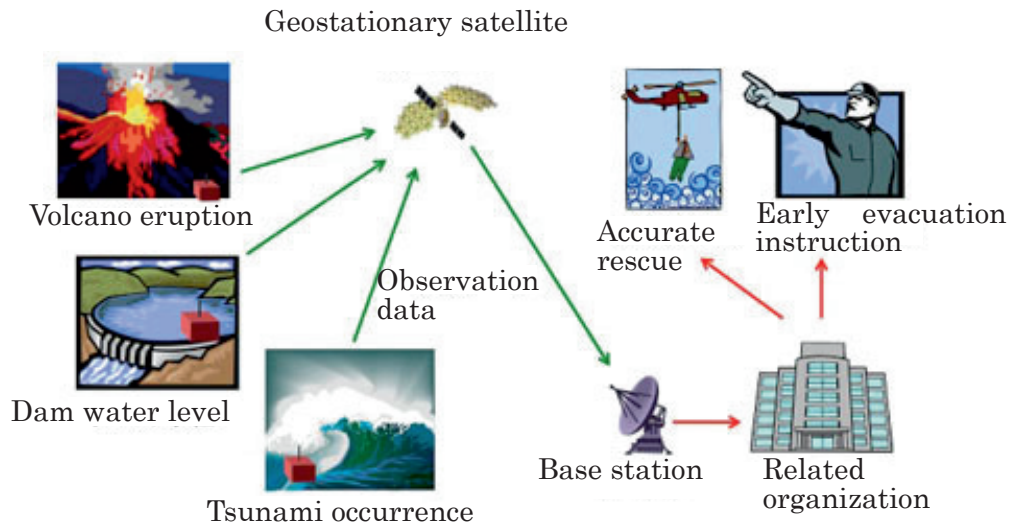 Geostationary satellite
Volcano eruption
Dam water level
Observation
data
Tsunami occurrence
Accurate
rescue
Early evacuation
instruction
Base station
Related
organization